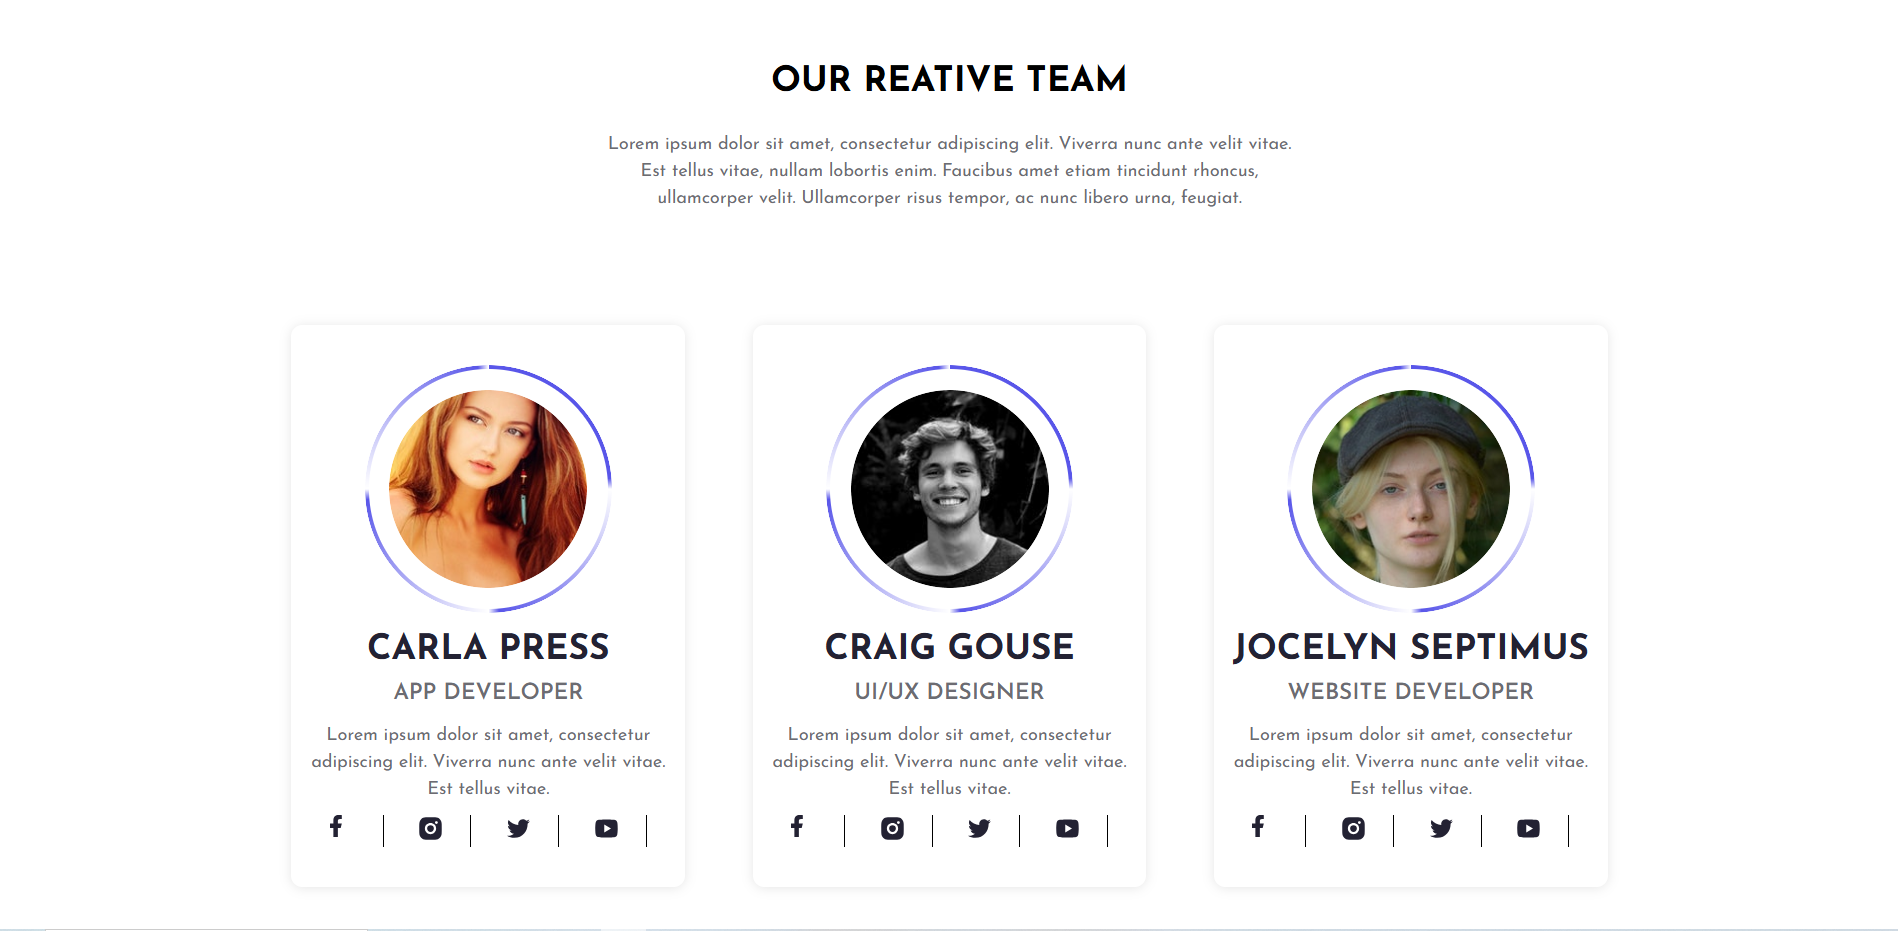 OUR REATIVE TEAM
Lorem ipsum dolor sit amet, consectetur adipiscing elit. Viverra nunc ante velit vitae.
Est tellus vitae, nullam lobortis enim. Faucibus amet etiam tincidunt rhoncus,
ullamcorper velit. Ullamcorper risus tempor, ac nunc libero urna, feugiat.
CARLA PRESS
APP DEVELOPER
Lorem ipsum dolor sit amet, consectetur
adipiscing elit. Viverra nunc ante velit vitae.
Est tellus vitae.
CRAIG GOUSE
UI/UX DESIGNER
Lorem ipsum dolor sit amet, consectetur
adipiscing elit. Viverra nunc ante velit vitae.
Est tellus vitae.
JOCELYN SEPTIMUS
WEBSITE DEVELOPER
Lorem ipsum dolor sit amet, consectetur
adipiscing elit. Viverra nunc ante velit vitae.
Est tellus vitae.